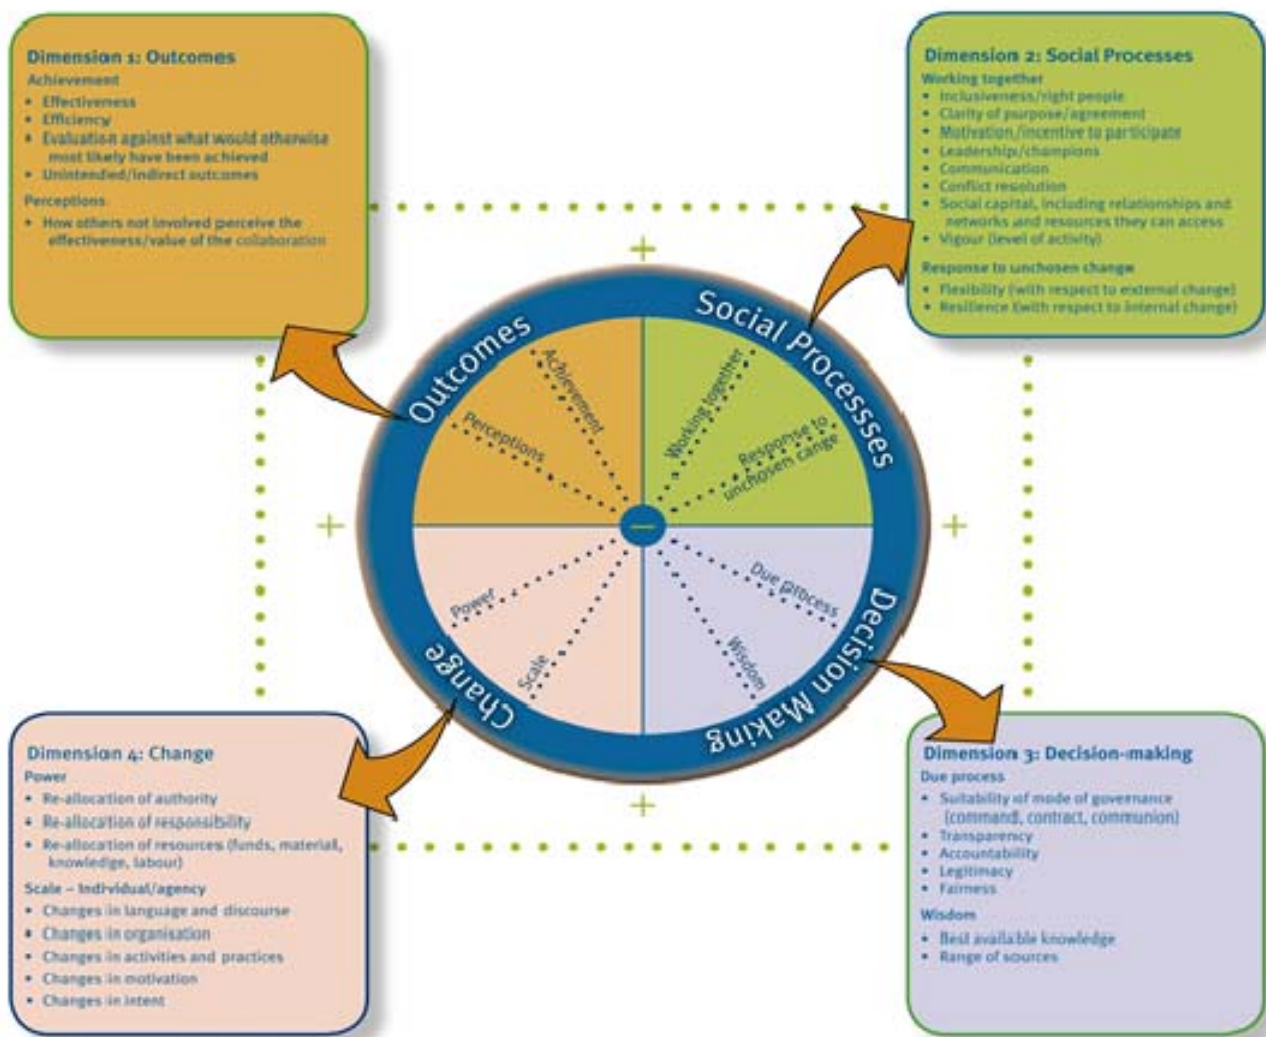 Dimension 1: Outcomes
Achievement
• Effectiveness
• Efficiency
• Evaluation against what would otherwise
most likely have been achieved
• Unintended/indirect outcomes
Perceptions
• How others not involved perceive the
effectiveness/value of the collaboration
Dimension 2: Social Processes
Working together
• Inclusiveness/right people
• Clarity of purpose/agreement
• Motivation/incentive to participate
• Leadership/champions
• Communication
• Conflict resolution
• Social capital, including relationships and
networks and resources they can access
• Vigour (level of activity)
Response to unchosen change
• Flexibility (with respect to external change)
• Resilience (with respect to internal change)
+
Outcomes
Social Processses
Achievement
Perceptions
Working together
Response to
unchosen cange
+
−
+
Power
Scale
Due process
Wisdom
Change
Decision Making
+
Dimension 4: Change
Power
• Re-allocation of authority
• Re-allocation of responsibility
• Re-allocation of resources (funds, material,
knowledge, labour)
Scale – Individual/agency
• Changes in language and discourse
• Changes in organisation
• Changes in activities and practices
• Changes in motivation
• Changes in intent
Dimension 3: Decision-making
Due process
• Suitability of mode of governance
(command, contract, communion)
• Transparency
• Accountability
• Legitimacy
• Fairness
Wisdom
• Best available knowledge
• Range of sources